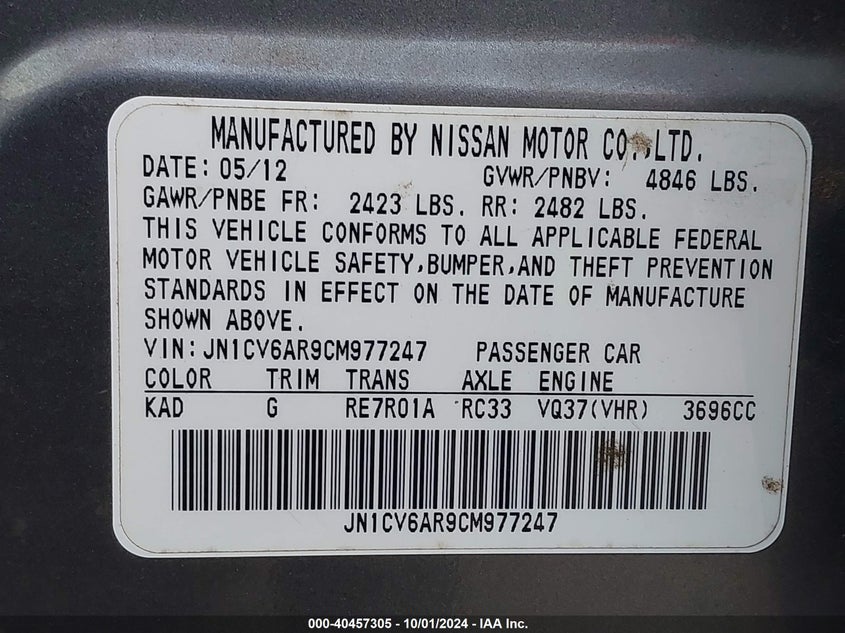 MANUFACTURED BY NISSAN MOTOR CO.,LTD.
DATE: 05/12 GVWR/PNBV: 4846 LBS.
GAWR/PNBE FR: 2423 LBS. RR: 2482 LBS.
THIS VEHICLE CONFORMS TO ALL APPLICABLE FEDERAL
MOTOR VEHICLE SAFETY,BUMPER,AND THEFT PREVENTION
STANDARDS IN EFFECT ON THE DATE OF MANUFACTURE
SHOWN ABOVE.
VIN: JN1CV6AR9CM977247 PASSENGER CAR
COLOR TRIM TRANS AXLE ENGINE
KAD G RE7R01A RC33 VQ37(VHR) 3696CC
JN1CV6AR9CM977247
000-40457305 - 10/01/2024 - IAA Inc.